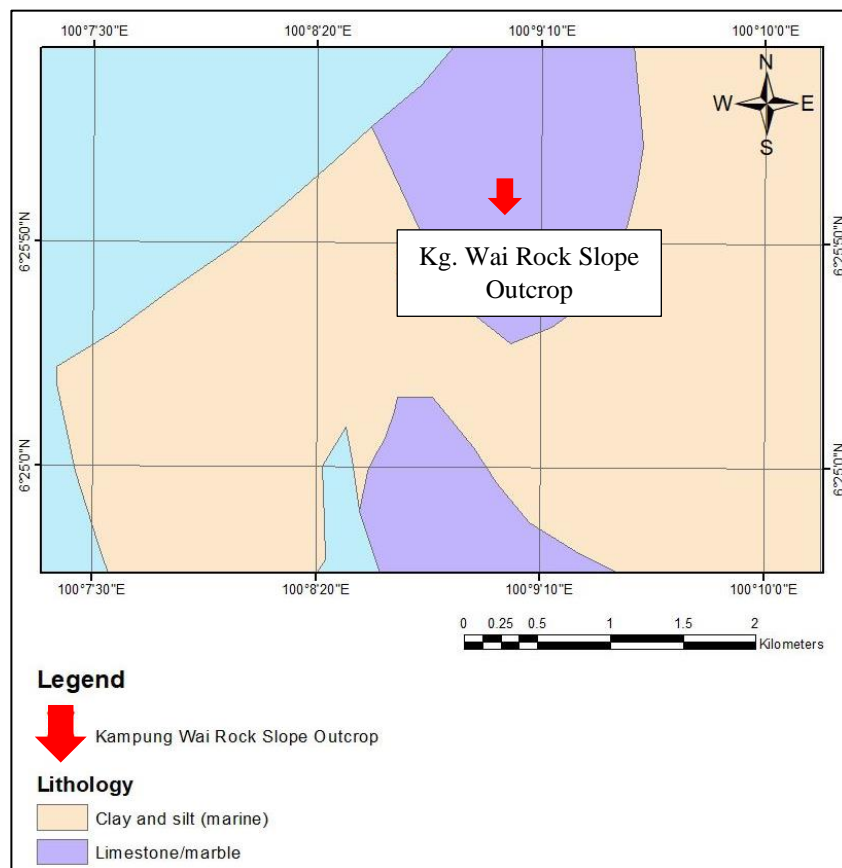 100°7'30"E 100°8'20"E 100°9'10"E 100°10'0"E
N
W E
S
6°25'50"N 6°25'50"N
Kg. Wai Rock Slope
Outcrop
6°25'0"N 6°25'0"N
100°7'30"E 100°8'20"E 100°9'10"E 100°10'0"E
0 0.25 0.5 1 1.5 2
Kilometers
Legend
Kampung Wai Rock Slope Outcrop
Lithology
Clay and silt (marine)
Limestone/marble